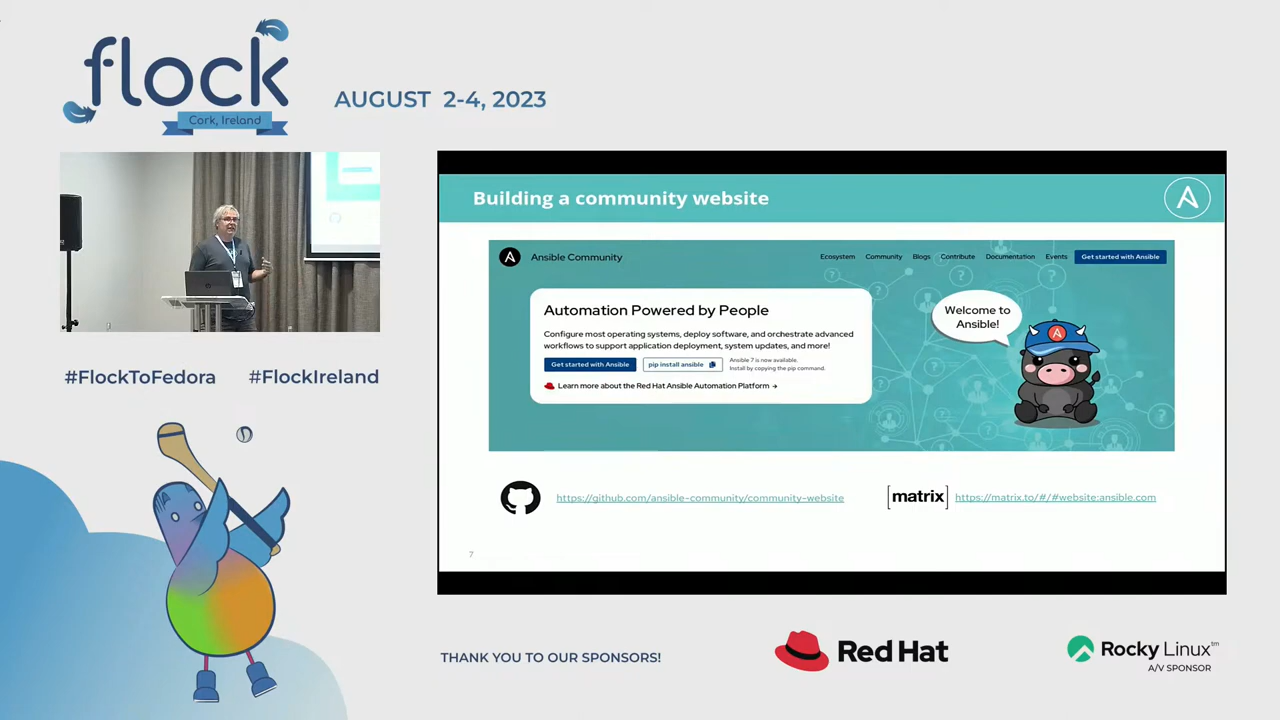 flock
Cork, Ireland
AUGUST 2-4, 2023
#FlockToFedora #FlockIreland
Building a community website
A
A Ansible Community
Ecosystem Community Blogs Contribute Documentation Events Get started with Ansible
Automation Powered by People
Configure most operating systems, deploy software, and orchestrate advanced
workflows to support application deployment, system updates, and more!
Get started with Ansible
pip install ansible
Ansible 7 is now available.
Install by copying the pip command.
Learn more about the Red Hat Ansible Automation Platform →
Welcome to
Ansible!
A
https://github.com/ansible-community/community-website
[matrix] https://matrix.to/#/#website:ansible.com
7
THANK YOU TO OUR SPONSORS!
Red Hat
Rocky Linux™
A/V SPONSOR